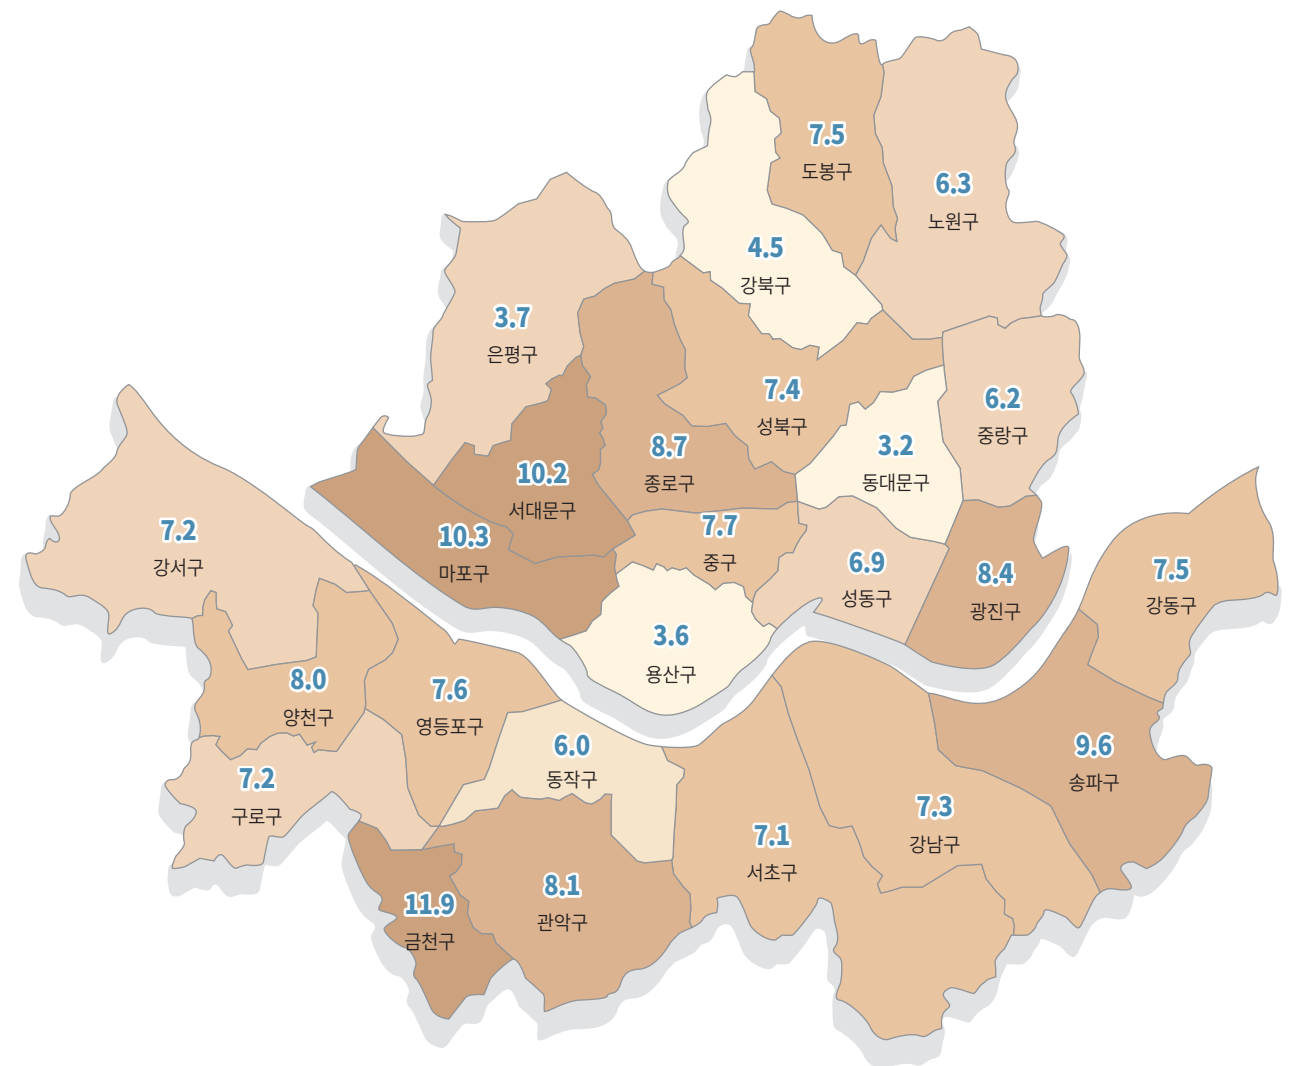 7.5
도봉구
6.3
노원구
4.5
강북구
3.7
은평구
7.4
성북구
6.2
중랑구
8.7
종로구
3.2
동대문구
10.2
서대문구
10.3
마포구
7.7
중구
7.2
강서구
6.9
성동구
8.4
광진구
7.5
강동구
3.6
용산구
8.0
양천구
7.6
영등포구
6.0
동작구
9.6
송파구
7.2
구로구
7.3
강남구
7.1
서초구
8.1
관악구
11.9
금천구